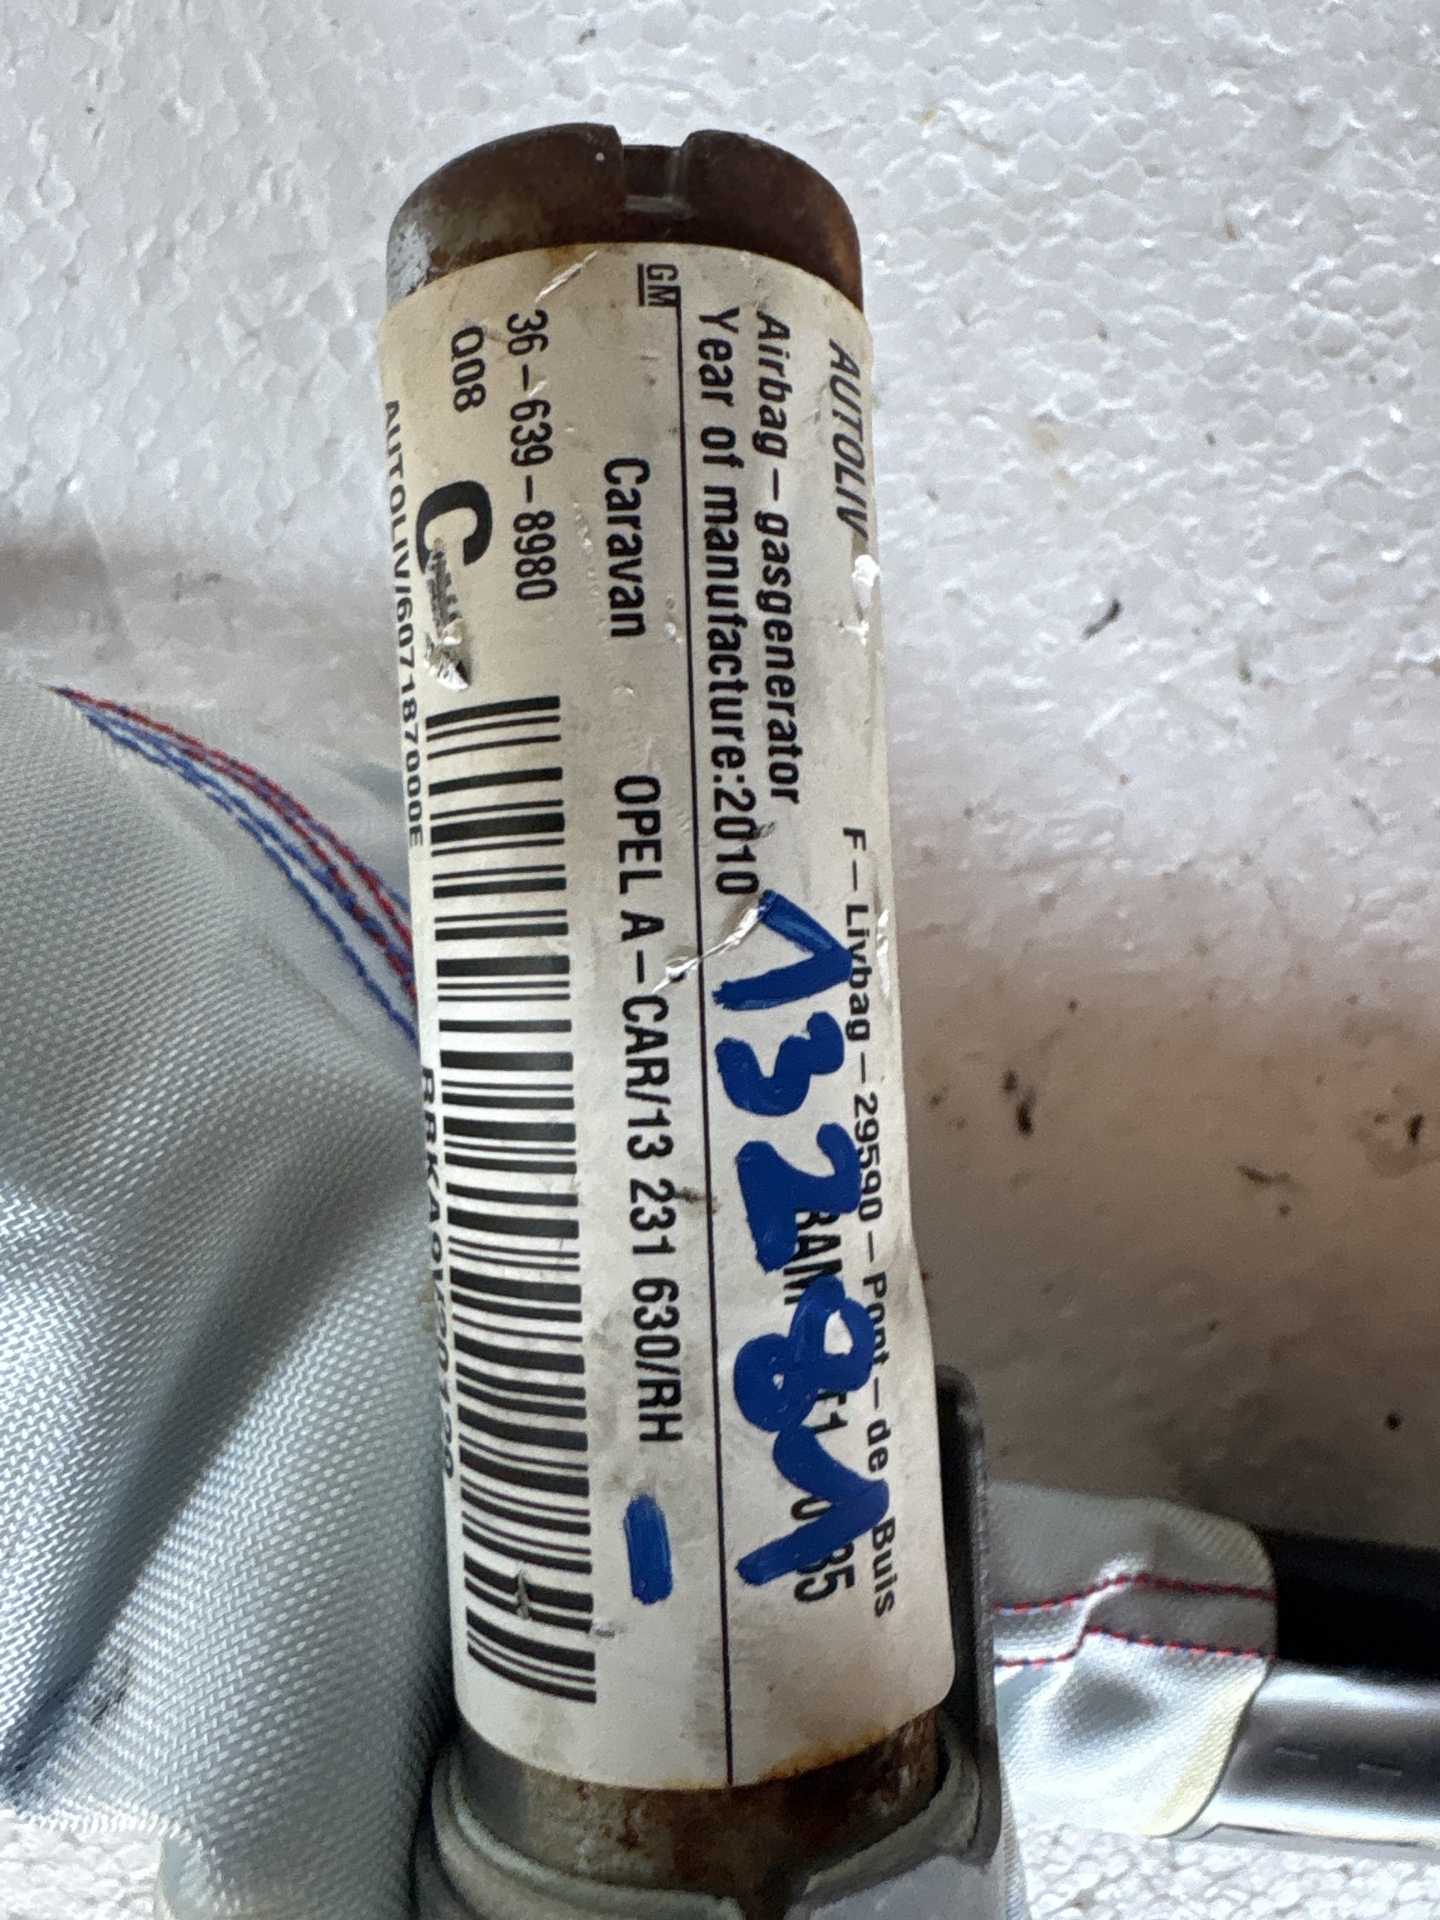 AUTOLIV
F-Livbag-29590-Pont-de Buis
Airbag-gasgenerator
Year of manufacture:2010
13281
GM
Caravan OPEL A-CAR/13 231 630/RH
36-639-8980
Q08 C
AUTOLIV/607187000E